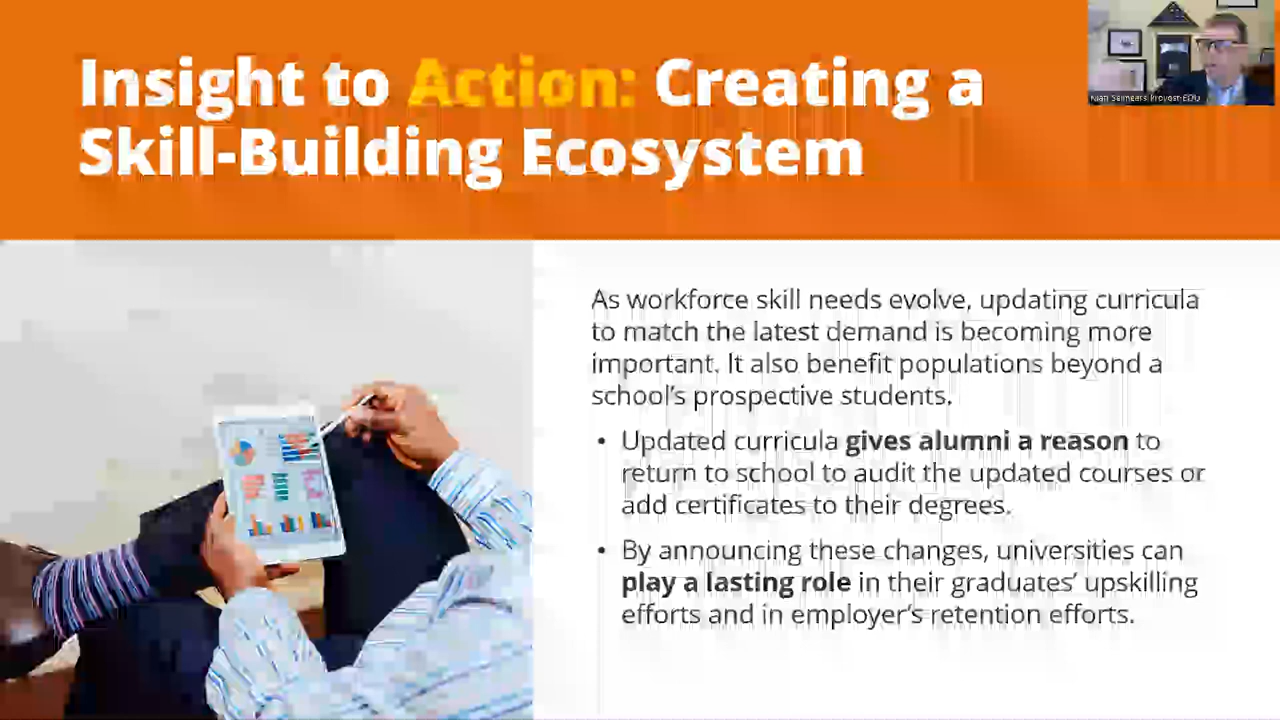 Insight to Action: Creating a
Skill-Building Ecosystem
As workforce skill needs evolve, updating curricula
to match the latest demand is becoming more
important. It also benefit populations beyond a
school's prospective students.
• Updated curricula gives alumni a reason to
return to school to audit the updated courses or
add certificates to their degrees.
• By announcing these changes, universities can
play a lasting role in their graduates' upskilling
efforts and in employer's retention efforts.